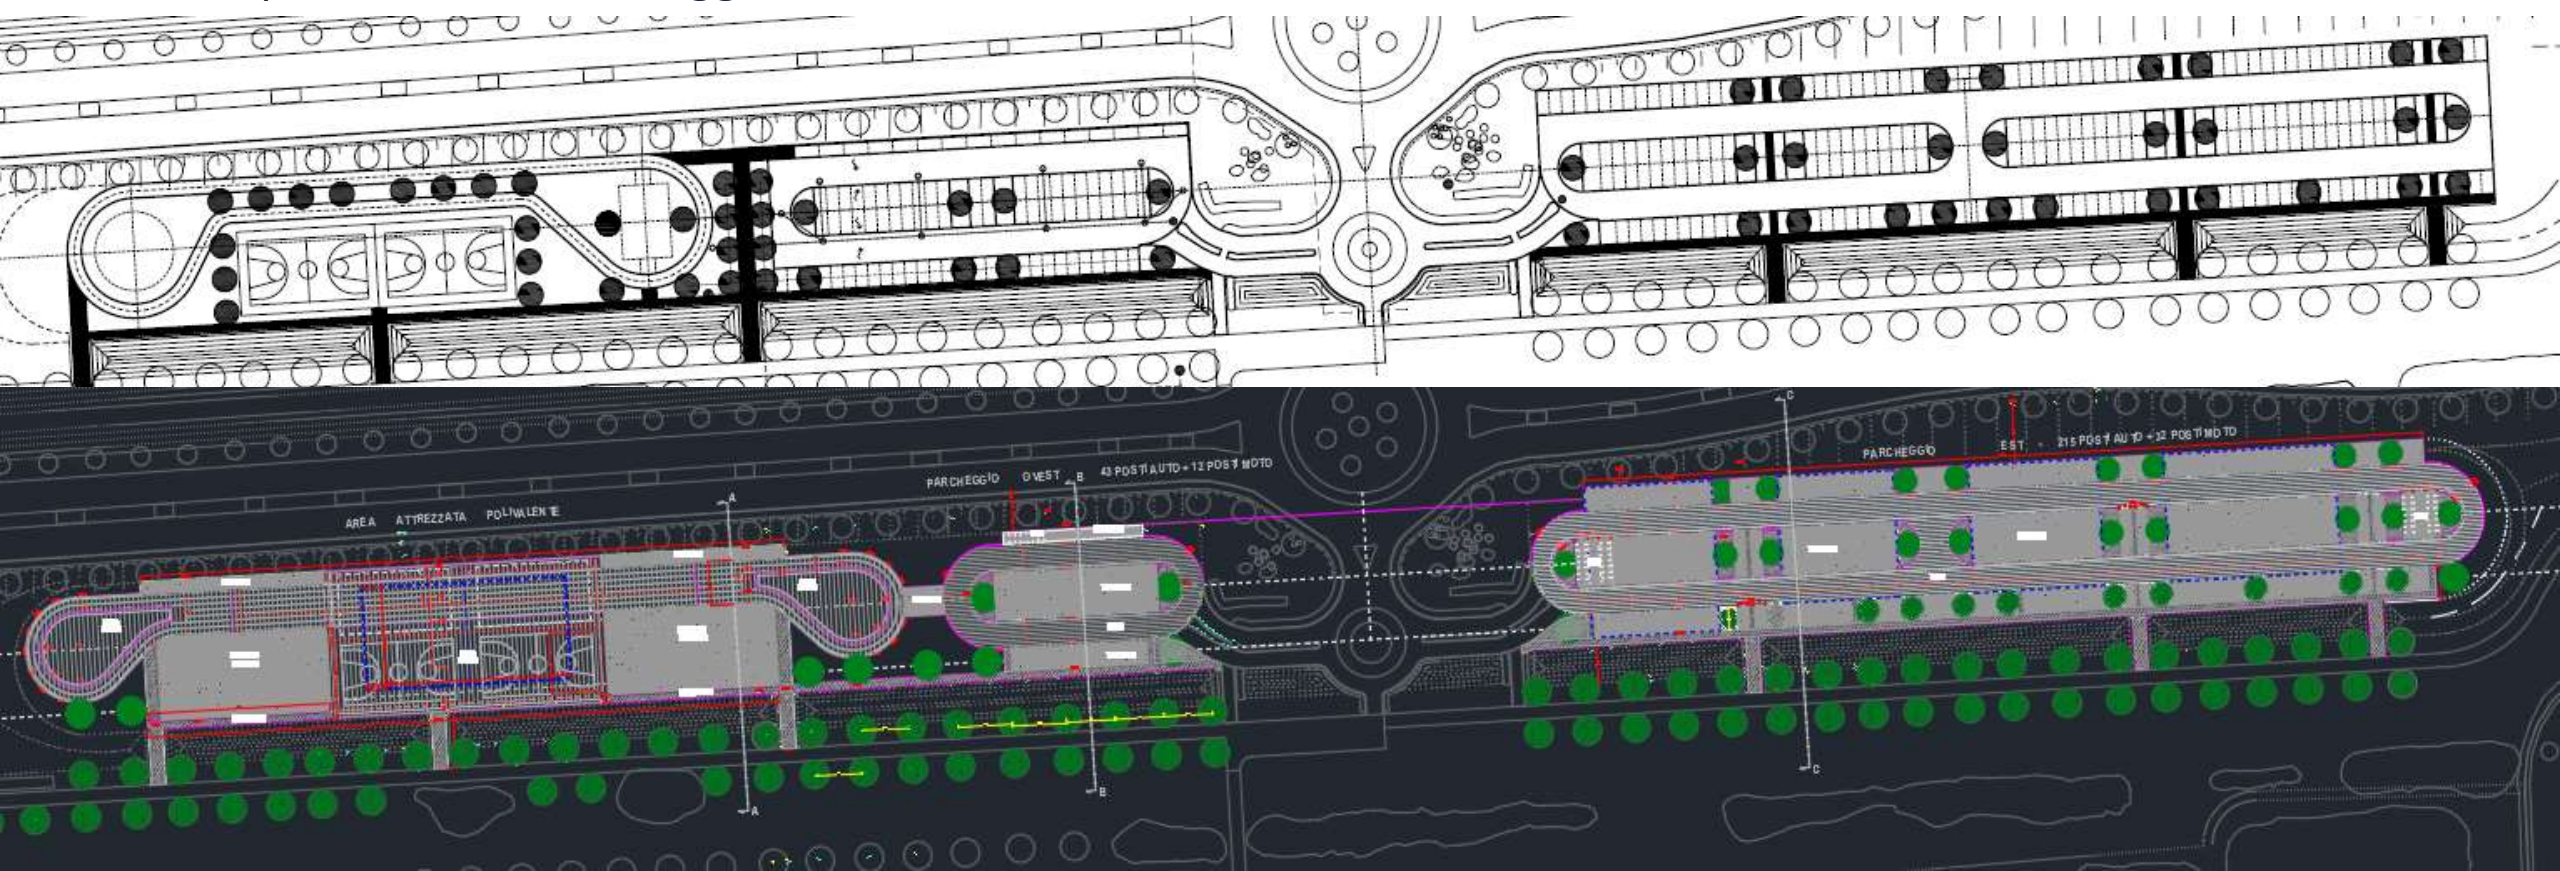 AREA ATTREZZATA POLIVALENTE
PARCHEGGIO OVEST - 43 POSTI AUTO + 12 POSTI MOTO
PARCHEGGIO EST - 215 POSTI AUTO + 32 POSTI MOTO
A
B
C
A
B
C